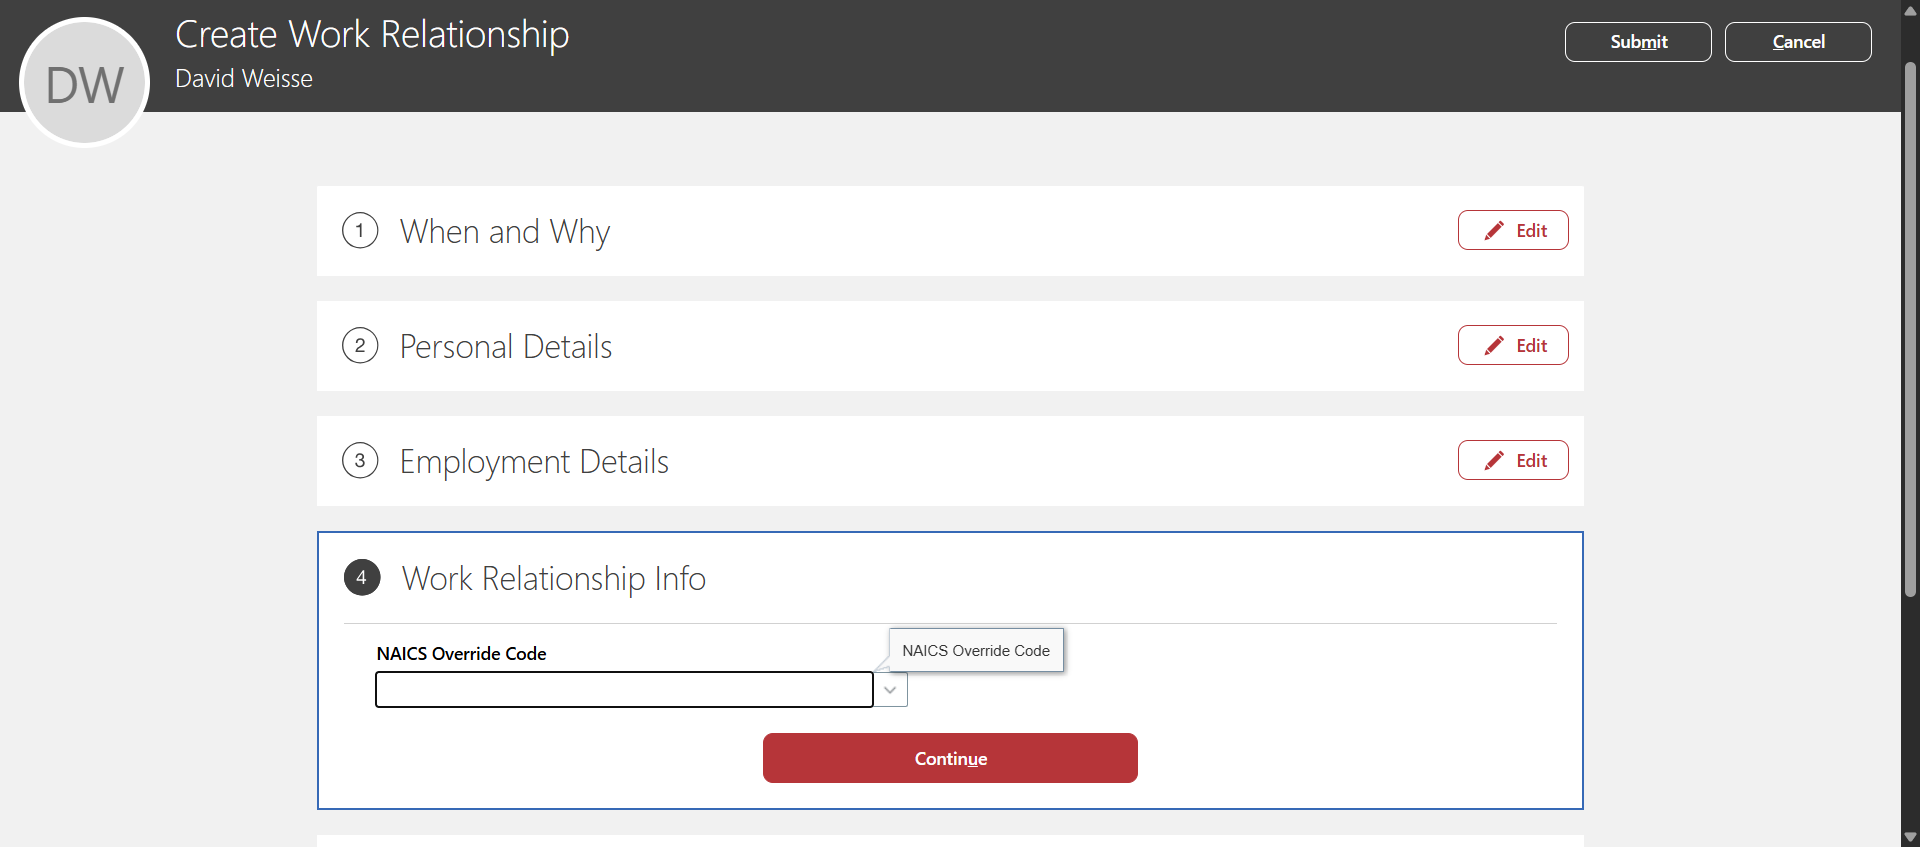 DW
Create Work Relationship
David Weisse
Submit
Cancel
1
When and Why
Edit
2
Personal Details
Edit
3
Employment Details
Edit
4
Work Relationship Info
NAICS Override Code
NAICS Override Code
Continue